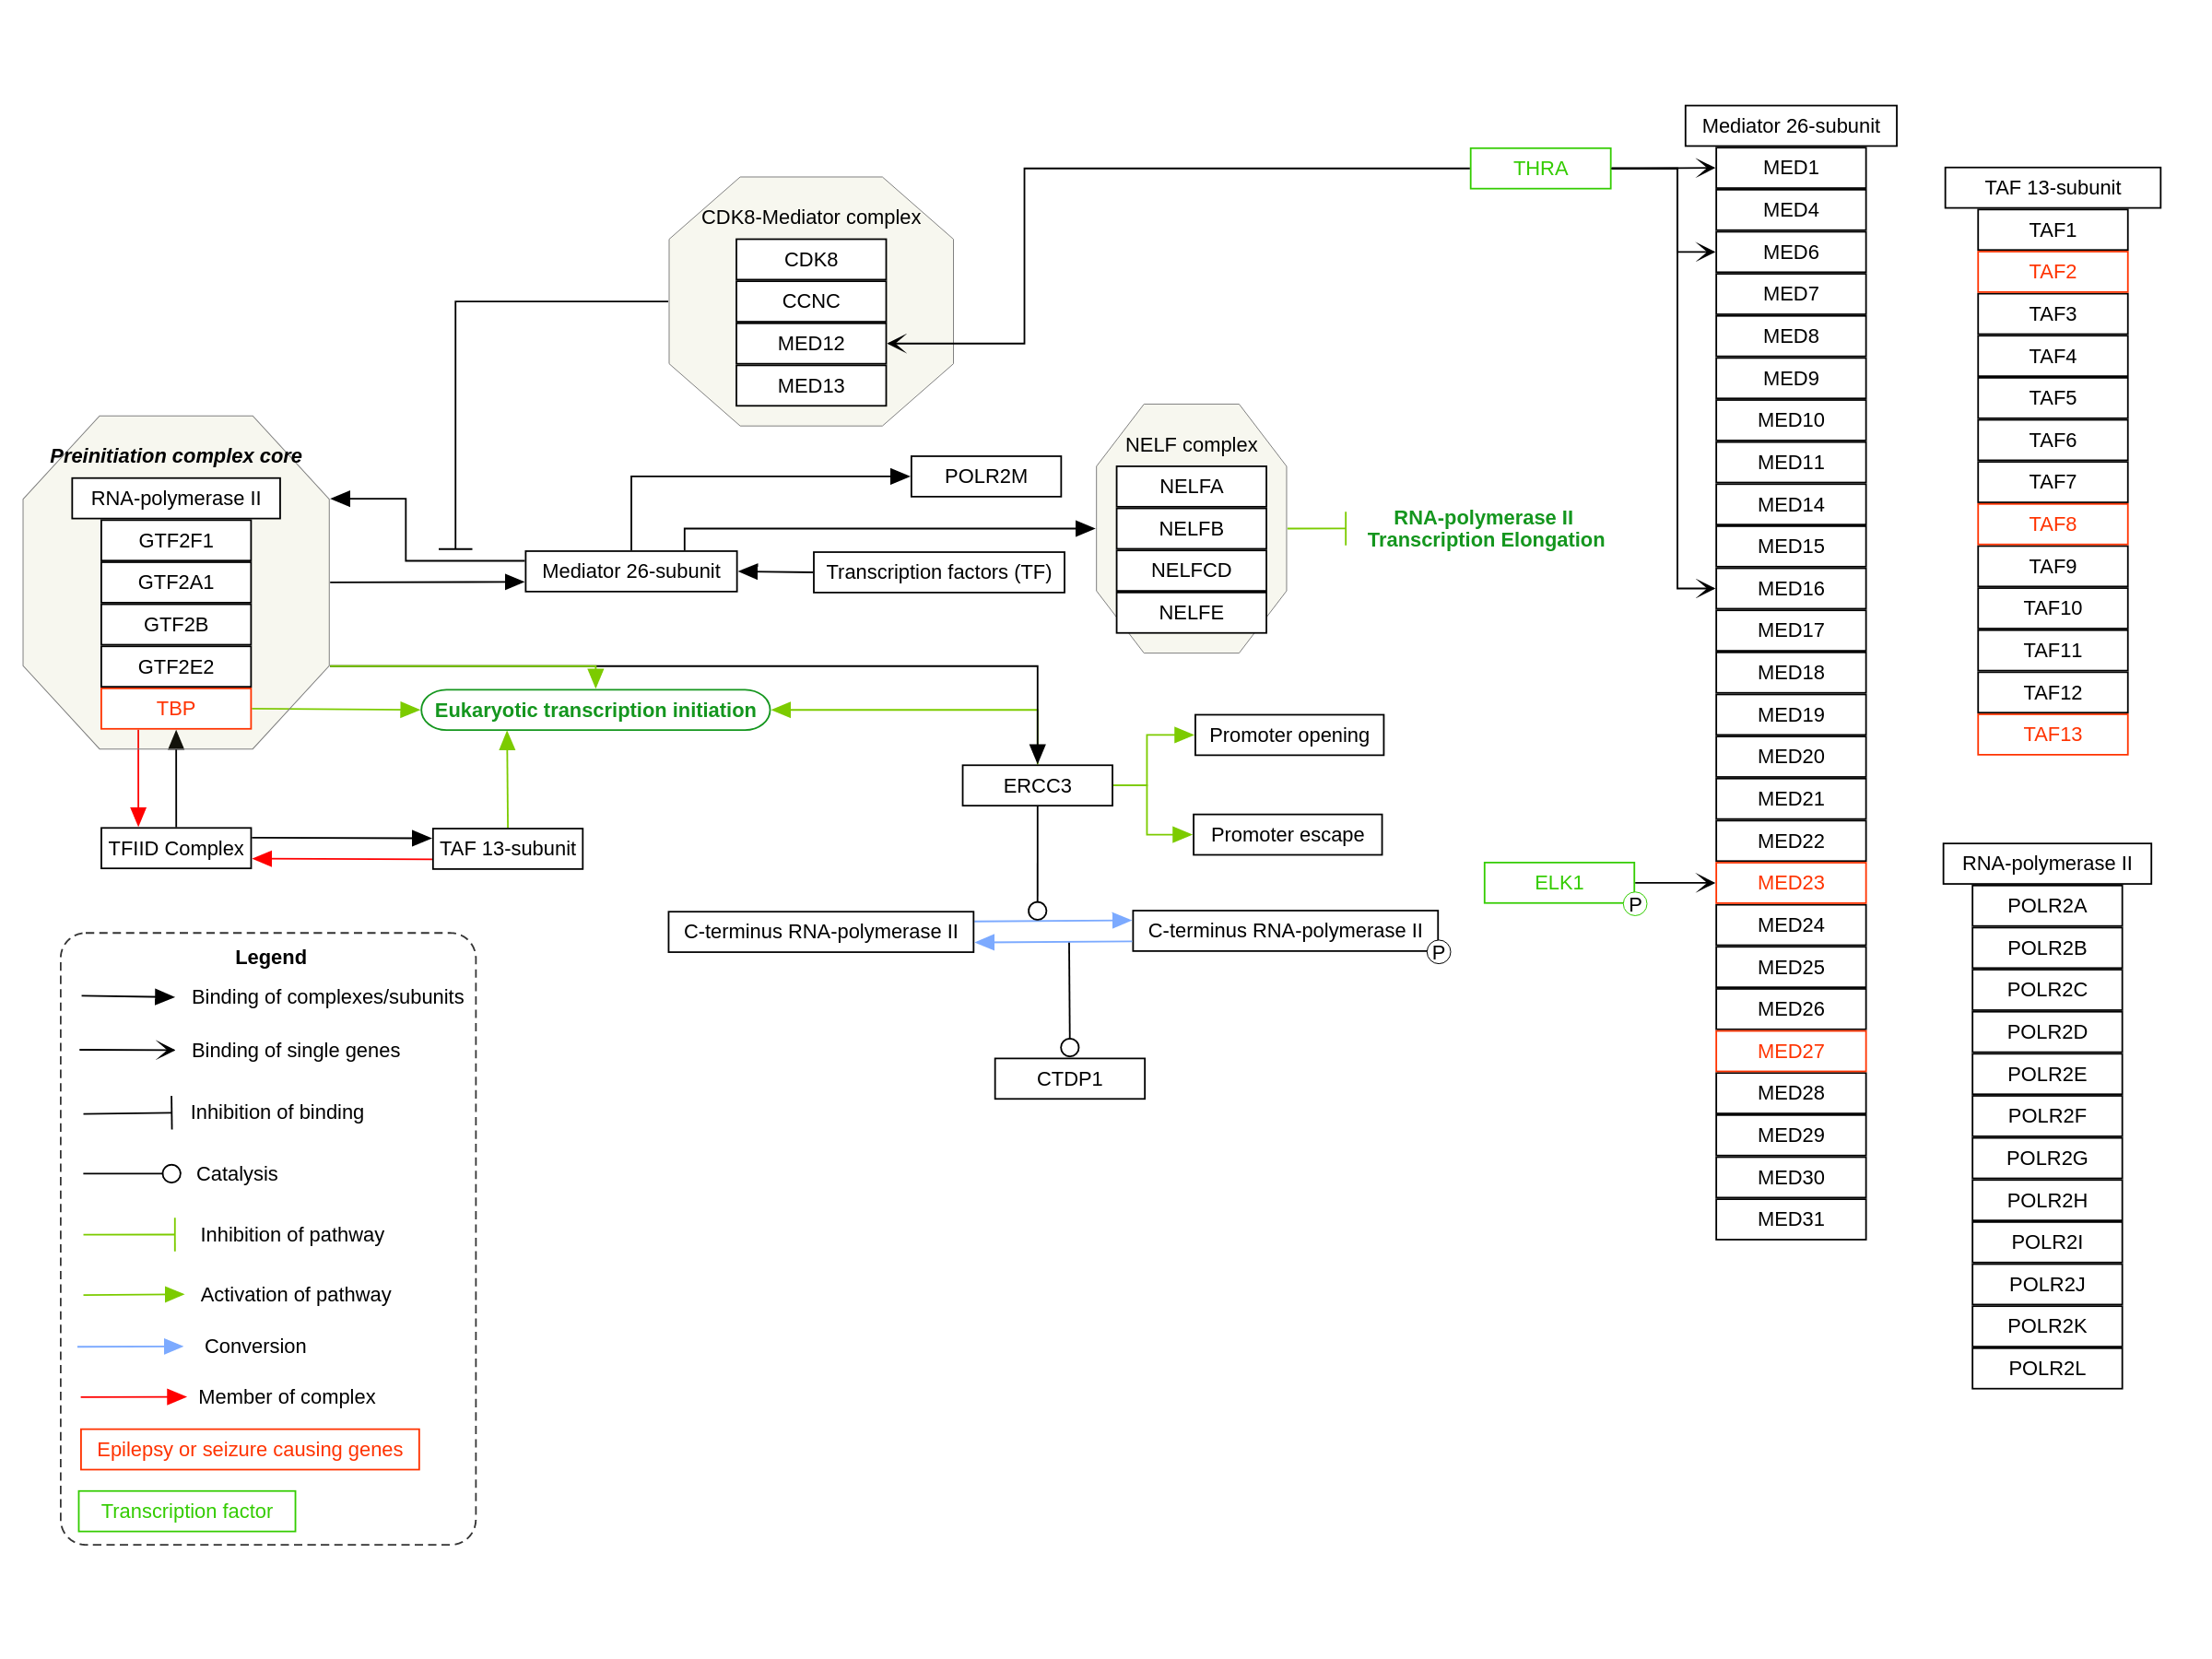 CDK8-Mediator complex
CDK8
CCNC
MED12
MED13
THRA
Preinitiation complex core
RNA-polymerase II
GTF2F1
GTF2A1
GTF2B
GTF2E2
TBP
POLR2M
Mediator 26-subunit
Transcription factors (TF)
NELF complex
NELFA
NELFB
NELFCD
NELFE
RNA-polymerase II
Transcription Elongation
Eukaryotic transcription initiation
TFIID Complex
TAF 13-subunit
ERCC3
Promoter opening
Promoter escape
C-terminus RNA-polymerase II
C-terminus RNA-polymerase II
P
CTDP1
ELK1
P
Mediator 26-subunit
MED1
MED4
MED6
MED7
MED8
MED9
MED10
MED11
MED14
MED15
MED16
MED17
MED18
MED19
MED20
MED21
MED22
MED23
MED24
MED25
MED26
MED27
MED28
MED29
MED30
MED31
TAF 13-subunit
TAF1
TAF2
TAF3
TAF4
TAF5
TAF6
TAF7
TAF8
TAF9
TAF10
TAF11
TAF12
TAF13
RNA-polymerase II
POLR2A
POLR2B
POLR2C
POLR2D
POLR2E
POLR2F
POLR2G
POLR2H
POLR2I
POLR2J
POLR2K
POLR2L
Legend
Binding of complexes/subunits
Binding of single genes
Inhibition of binding
Catalysis
Inhibition of pathway
Activation of pathway
Conversion
Member of complex
Epilepsy or seizure causing genes
Transcription factor